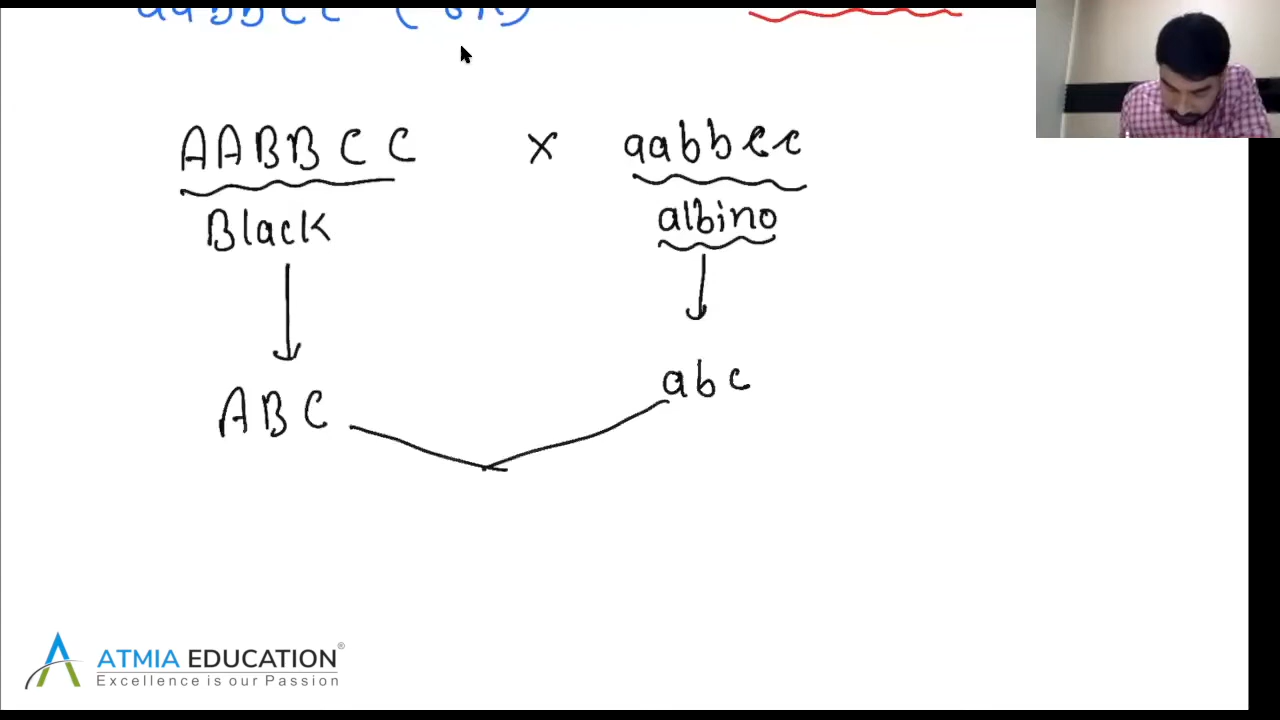 AABBCC x aabbcc
Black albino
ABC abc
ATMIA EDUCATION®
Excellence is our Passion